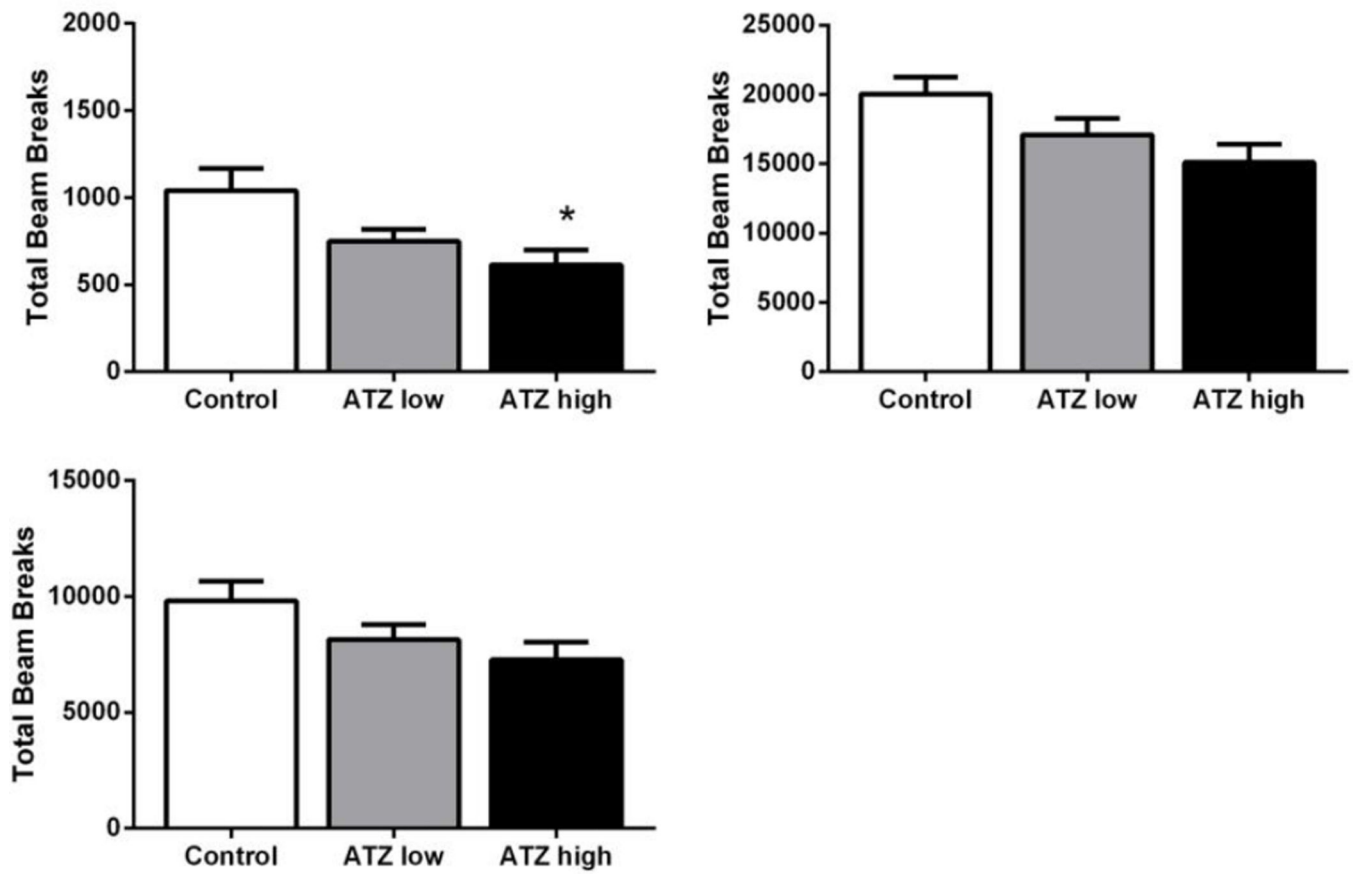 Total Beam Breaks
2000
1500
1000
500
0
*
Control ATZ low ATZ high
Total Beam Breaks
25000
20000
15000
10000
5000
0
Control ATZ low ATZ high
Total Beam Breaks
15000
10000
5000
0
Control ATZ low ATZ high